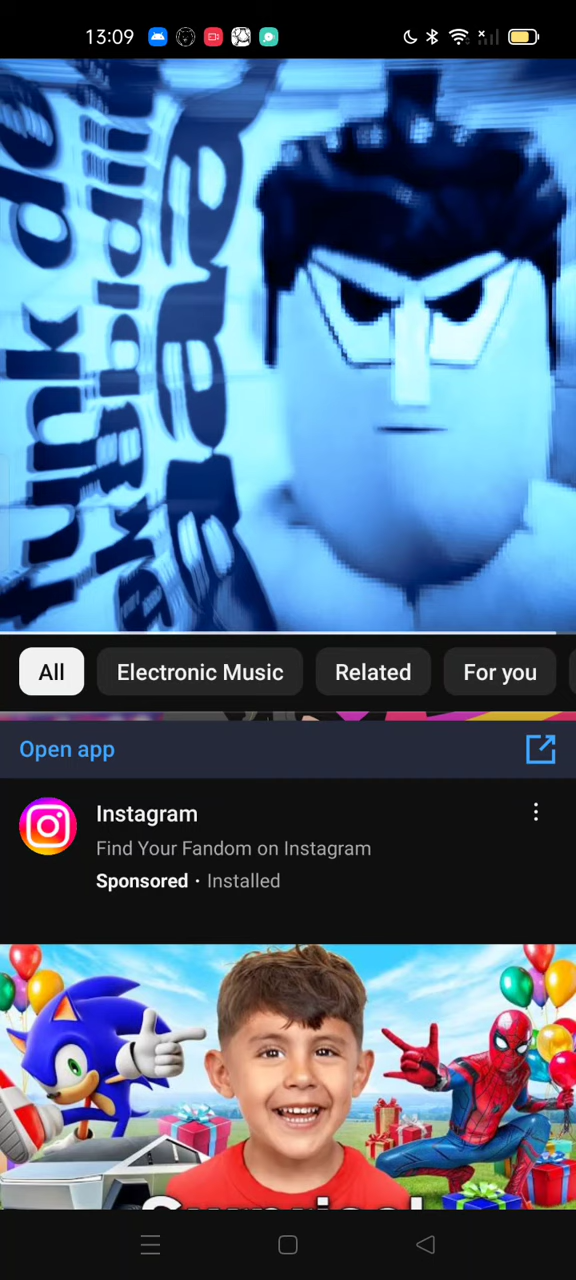 13:09
funk do
All
Electronic Music
Related
For you
Open app
Instagram
Find Your Fandom on Instagram
Sponsored · Installed